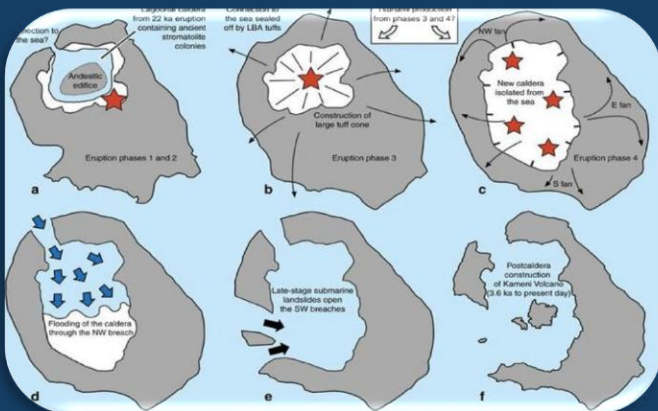 Lagoonal caldera
from 22 ka eruption
containing ancient
stromatolite
colonies
the sea?
Andesitic
edifice
Eruption phases 1 and 2
a
Connection to
the sea sealed
off by LBA tuffs
Construction of
large tuff cone
Eruption phase 3
b
Tsunami production
from phases 3 and 4?
NW fan
New caldera
isolated from
the sea
E fan
Eruption phase 4
S fan
c
Flooding of the caldera
through the NW breach
d
Late-stage submarine
landslides open
the SW breaches
e
Postcaldera
construction
of Kameni Volcano
(3.6 ka to present day)
f